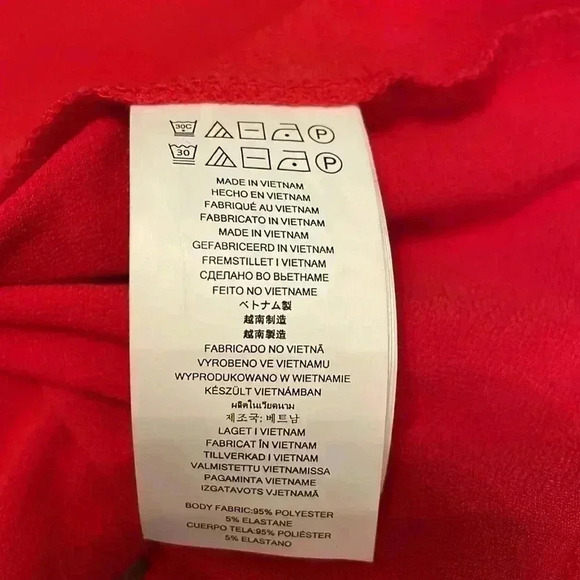 30C P
30 P
MADE IN VIETNAM
HECHO EN VIETNAM
FABRIQUÉ AU VIETNAM
FABBRICATO IN VIETNAM
MADE IN VIETNAM
GEFABRICEERD IN VIETNAM
FREMSTILLET I VIETNAM
СДЕЛАНО ВО ВЬЕТНАМЕ
FEITO NO VIETNAME
ベトナム製
越南制造
越南製造
FABRICADO NO VIETNÃ
VYROBENO VE VIETNAMU
WYPRODUKOWANO W WIETNAMIE
KÉSZÜLT VIETNÁMBAN
ผลิตในเวียดนาม
제조국: 베트남
LAGET I VIETNAM
FABRICAT ÎN VIETNAM
TILLVERKAD I VIETNAM
VALMISTETTU VIETNAMISSA
PAGAMINTA VIETNAME
IZGATAVOTS VJETNAMĀ
BODY FABRIC:95% POLYESTER
5% ELASTANE
CUERPO TELA:95% POLIÉSTER
5% ELASTANO